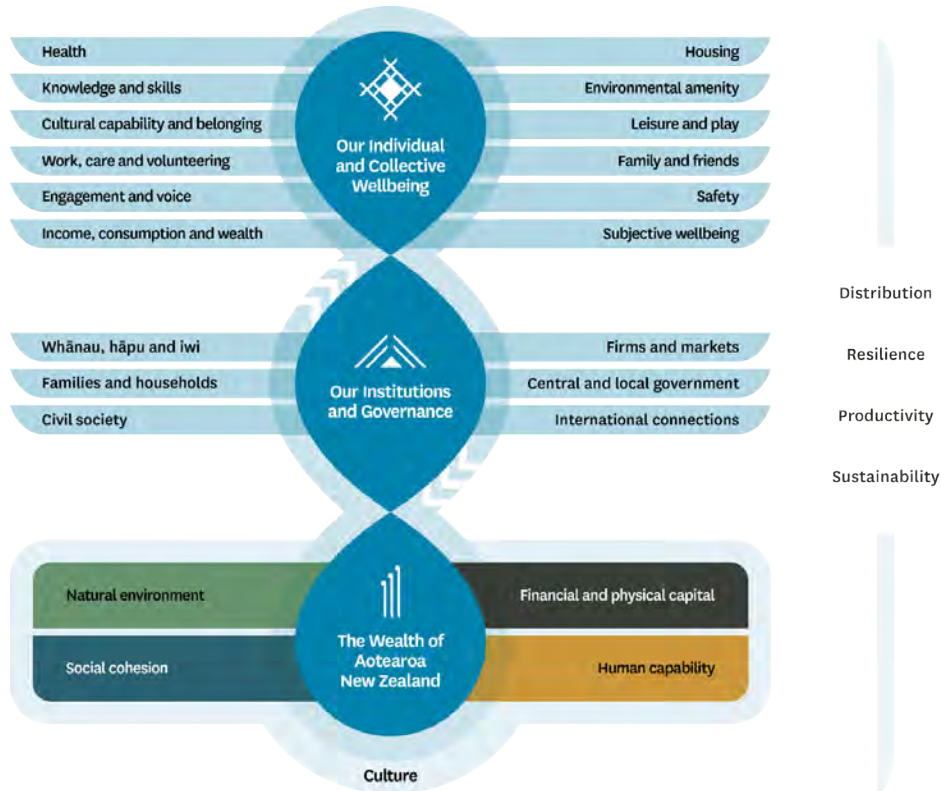 Health
Housing
Knowledge and skills
Environmental amenity
Cultural capability and belonging
Leisure and play
Work, care and volunteering
Family and friends
Engagement and voice
Safety
Income, consumption and wealth
Subjective wellbeing
Our Individual
and Collective
Wellbeing
Distribution
Resilience
Productivity
Sustainability
Whānau, hāpu and iwi
Firms and markets
Families and households
Central and local government
Civil society
International connections
Our Institutions
and Governance
Natural environment
Financial and physical capital
Social cohesion
Human capability
The Wealth of
Aotearoa
New Zealand
Culture